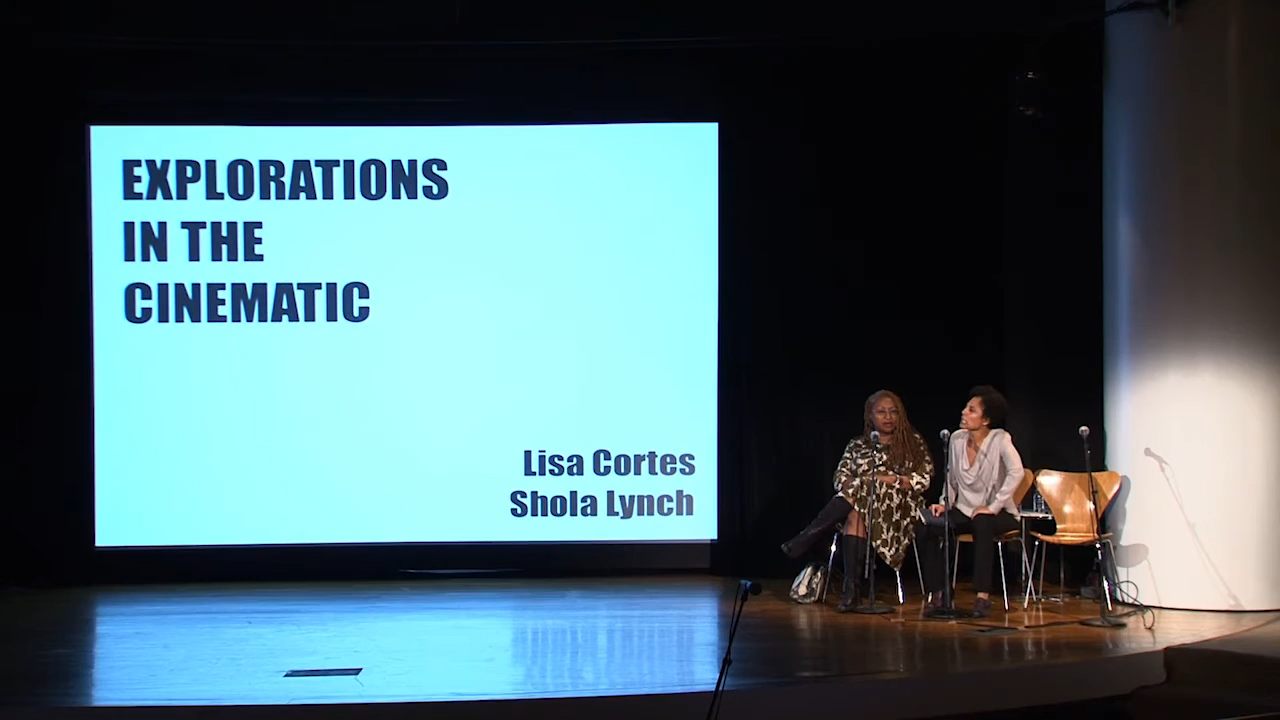 EXPLORATIONS
IN THE
CINEMATIC
Lisa Cortes
Shola Lynch